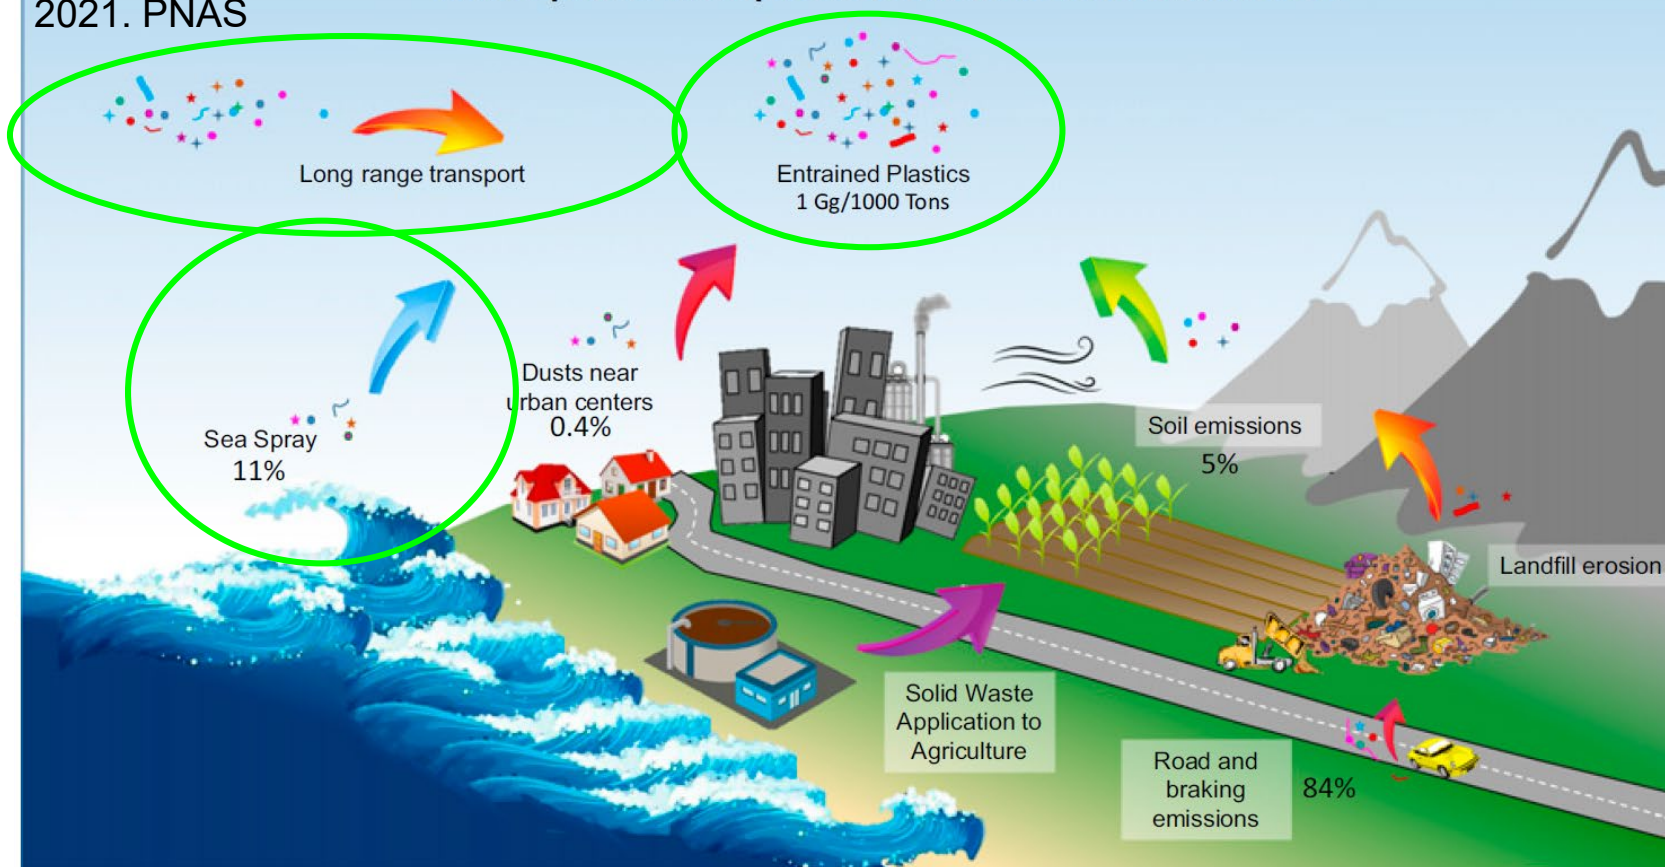 2021. PNAS
Long range transport
Entrained Plastics
1 Gg/1000 Tons
Dusts near
urban centers
0.4%
Sea Spray
11%
Soil emissions
5%
Landfill erosion
Solid Waste
Application to
Agriculture
Road and
braking
emissions
84%